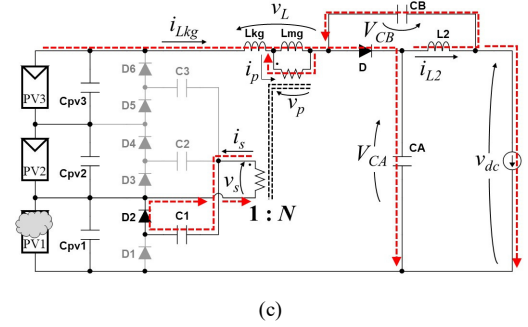 i_Lkg
v_L
Lkg
Lmg
CB
V_CB
D
L2
i_L2
i_p
v_p
D6
C3
PV3
Cpv3
D5
D4
C2
i_s
V_CA
CA
v_dc
PV2
Cpv2
D3
v_s
D2
C1
1 : N
PV1
Cpv1
D1
(c)